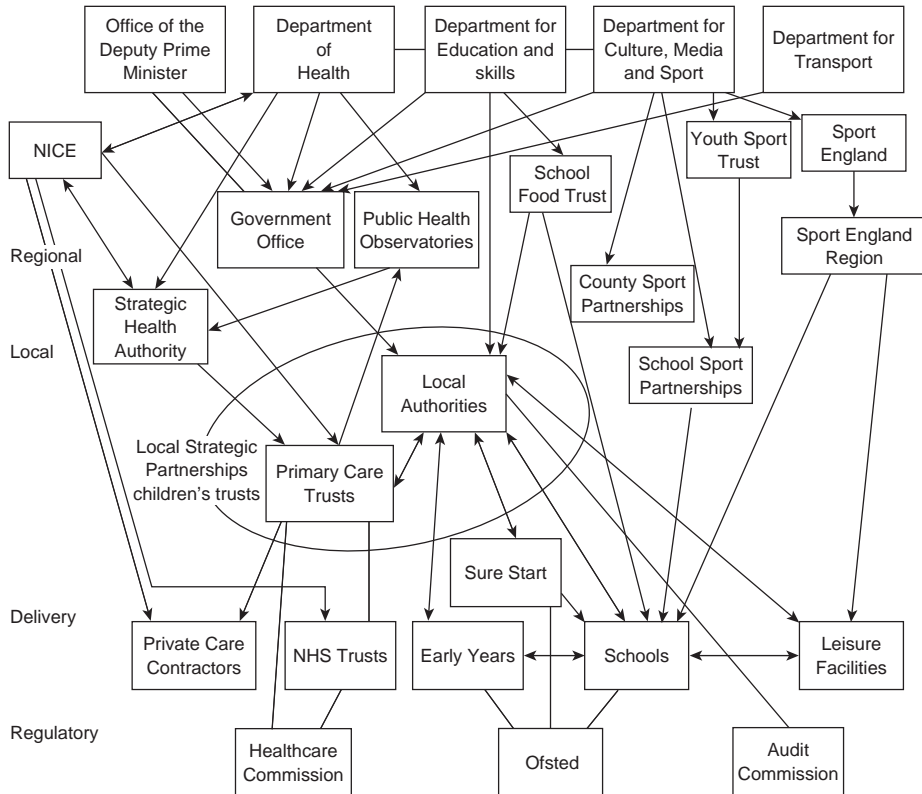 Office of the
Deputy Prime
Minister
Department
of
Health
Department for
Education and
skills
Department for
Culture, Media
and Sport
Department for
Transport
NICE
Youth Sport
Trust
Sport
England
School
Food Trust
Government
Office
Public Health
Observatories
Regional
Sport England
Region
County Sport
Partnerships
Strategic
Health
Authority
Local
Local
Authorities
School Sport
Partnerships
Local Strategic
Partnerships
children's trusts
Primary Care
Trusts
Sure Start
Delivery
Private Care
Contractors
NHS Trusts
Early Years
Schools
Leisure
Facilities
Regulatory
Healthcare
Commission
Ofsted
Audit
Commission